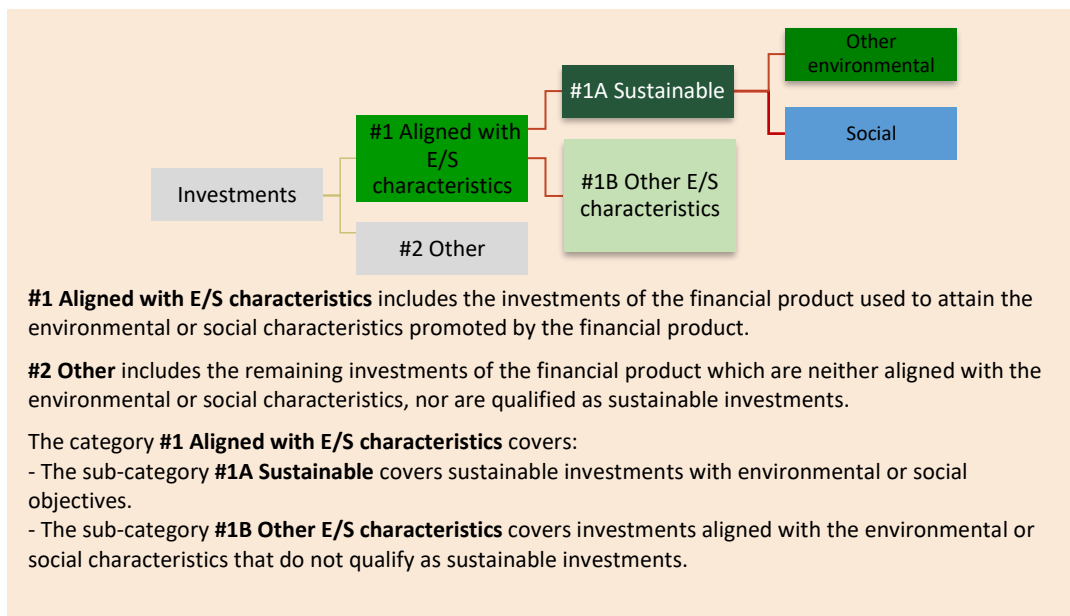 Other
environmental
#1A Sustainable
Social
#1 Aligned with
E/S
characteristics
#1B Other E/S
characteristics
Investments
#2 Other
#1 Aligned with E/S characteristics includes the investments of the financial product used to attain the
environmental or social characteristics promoted by the financial product.
#2 Other includes the remaining investments of the financial product which are neither aligned with the
environmental or social characteristics, nor are qualified as sustainable investments.
The category #1 Aligned with E/S characteristics covers:
- The sub-category #1A Sustainable covers sustainable investments with environmental or social
objectives.
- The sub-category #1B Other E/S characteristics covers investments aligned with the environmental or
social characteristics that do not qualify as sustainable investments.